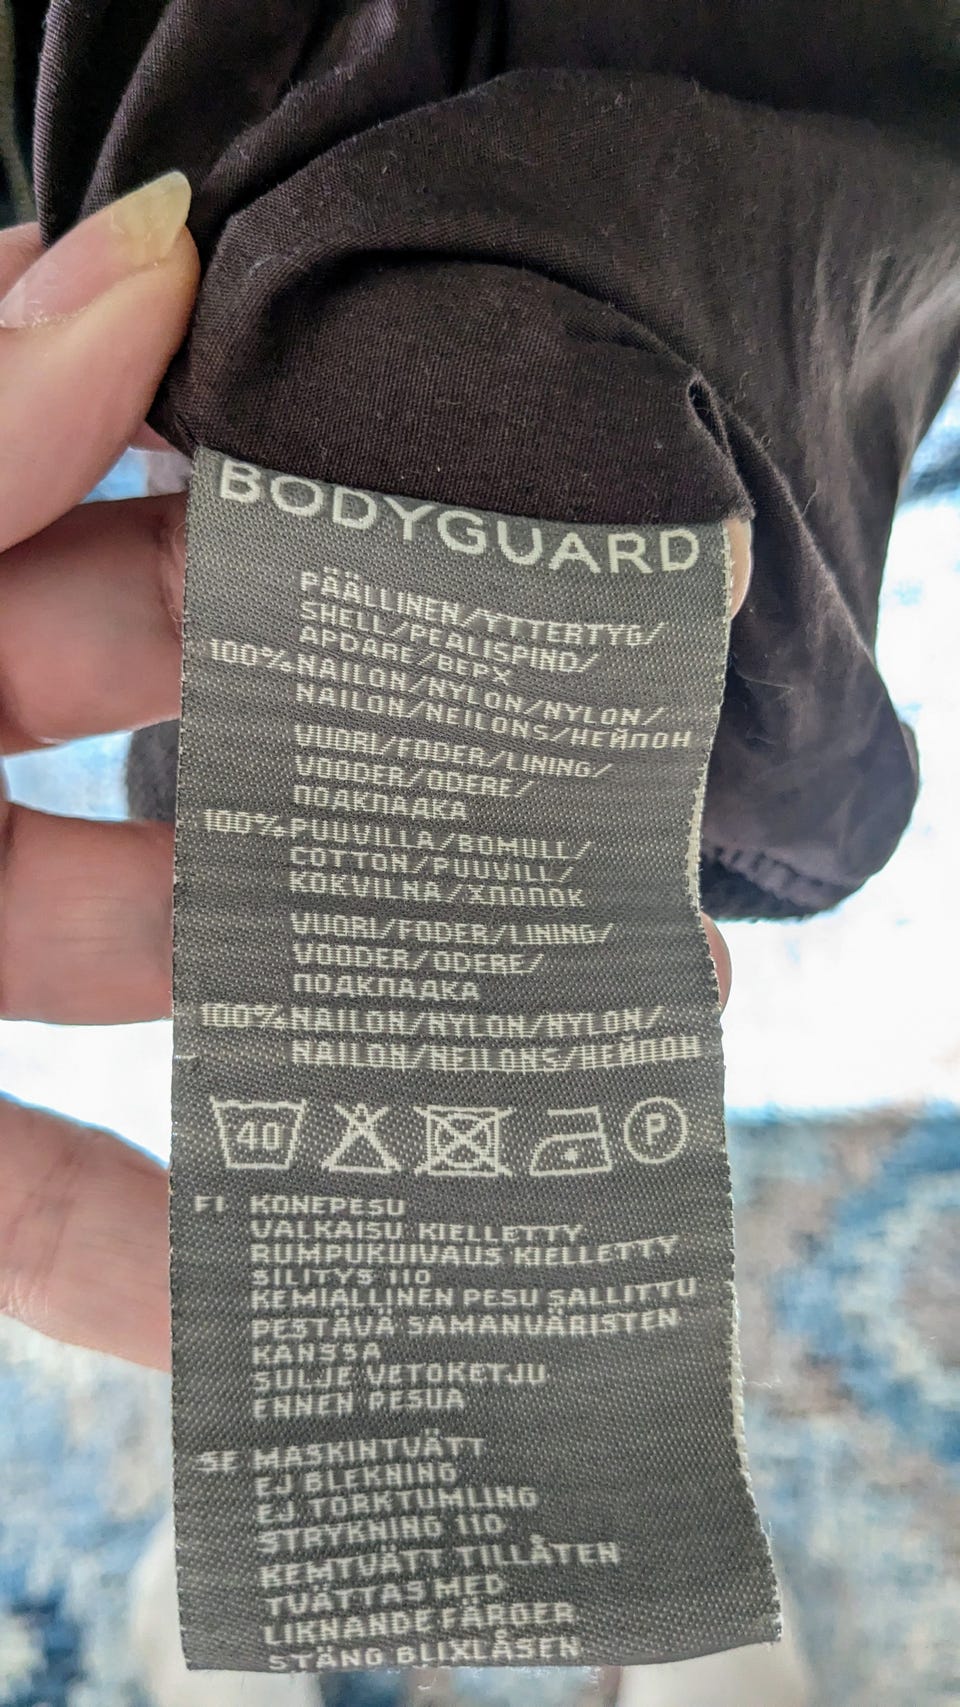 BODYGUARD
PÄÄLLINEN/YTTERTYG/
SHELL/PEALISPIND/
APDARE/ВЕРХ
100% NAILON/NYLON/NYLON/
NAILON/NEILONS/НЕЙЛОН
VUORI/FODER/LINING/
VOODER/ODERE/
ПОДКЛАДКА
100% PUUVILLA/BOMULL/
COTTON/PUUVILL/
KOKVILNA/ХЛОПОК
VUORI/FODER/LINING/
VOODER/ODERE/
ПОДКЛАДКА
100% NAILON/NYLON/NYLON/
NAILON/NEILONS/НЕЙЛОН
40 P
FI KONEPESU
VALKAISU KIELLETTY
RUMPUKUIVAUS KIELLETTY
SILITYS 110
KEMIALLINEN PESU SALLITTU
PESTÄVÄ SAMANVÄRISTEN
KANSSA
SULJE VETOKETJU
ENNEN PESUA
SE MASKINTVÄTT
EJ BLEKNING
EJ TORKTUMLING
STRYKNING 110
KEMTVÄTT TILLÅTEN
TVÄTTAS MED
LIKNANDE FÄRGER
STÄNG BLIXLÅSEN